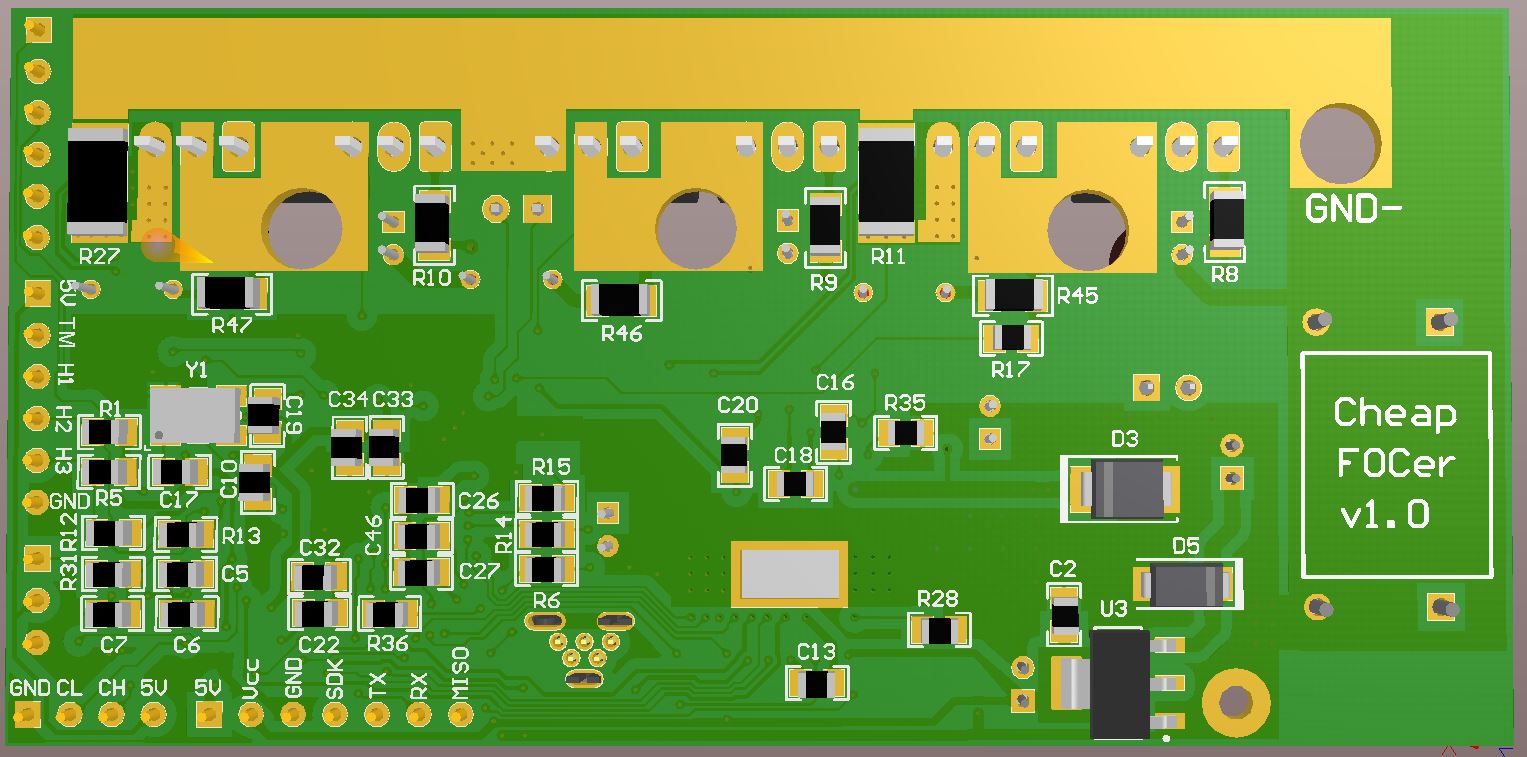 GND-
R27
R10
R9
R11
R8
5V
R47
R46
R45
TM
R17
H1
Y1
C16
C34 C33
C20
R35
Cheap
R1
C19
H2
D3
FOCer
H3
C18
R15
C10
R5
C17
GND
C26
v1.0
R12
R13
C46
R14
D5
C32
R31
C5
C27
C2
R6
R28
U3
C7
C6
C22
R36
C13
GND CL CH 5V 5V Vcc GND SDK TX RX MISO